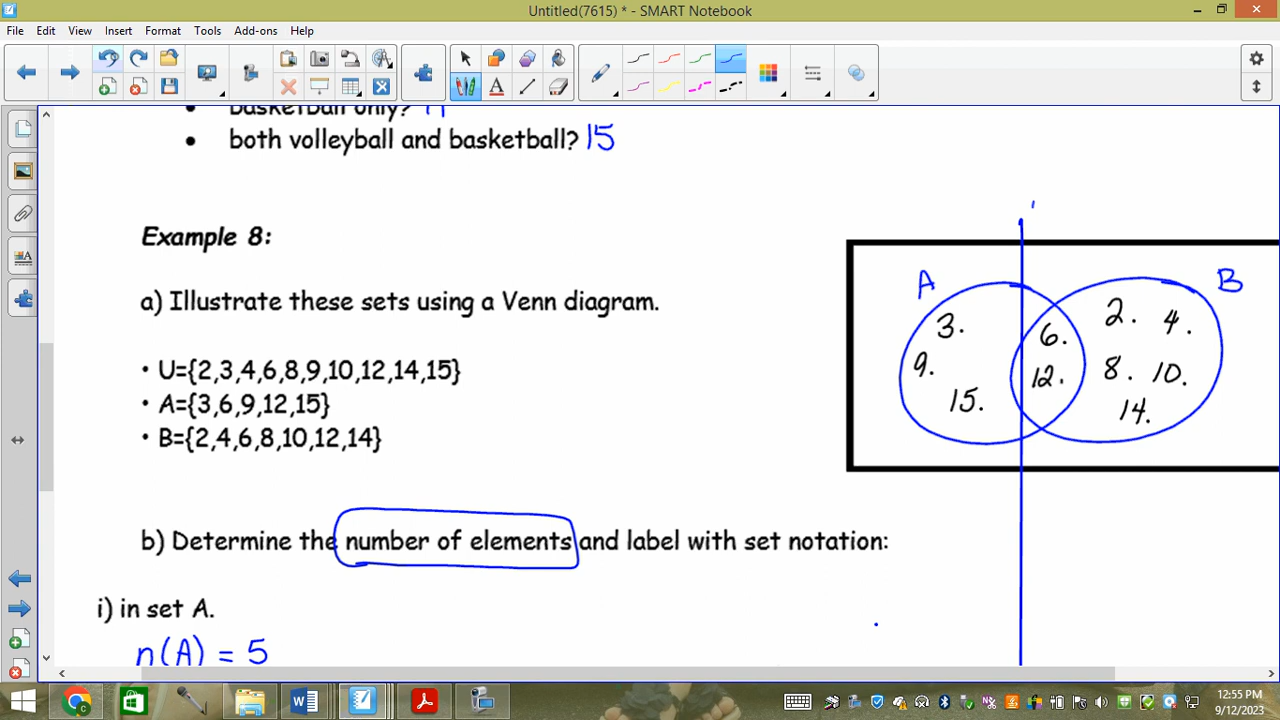 Untitled(7615) * - SMART Notebook
File Edit View Insert Format Tools Add-ons Help
basketball only?
• both volleyball and basketball? 15
Example 8:
a) Illustrate these sets using a Venn diagram.
• U={2,3,4,6,8,9,10,12,14,15}
• A={3,6,9,12,15}
• B={2,4,6,8,10,12,14}
A B
3. 6. 2. 4.
9. 12. 8. 10.
15. 14.
b) Determine the number of elements and label with set notation:
i) in set A.
n(A) = 5
12:55 PM
9/12/2023